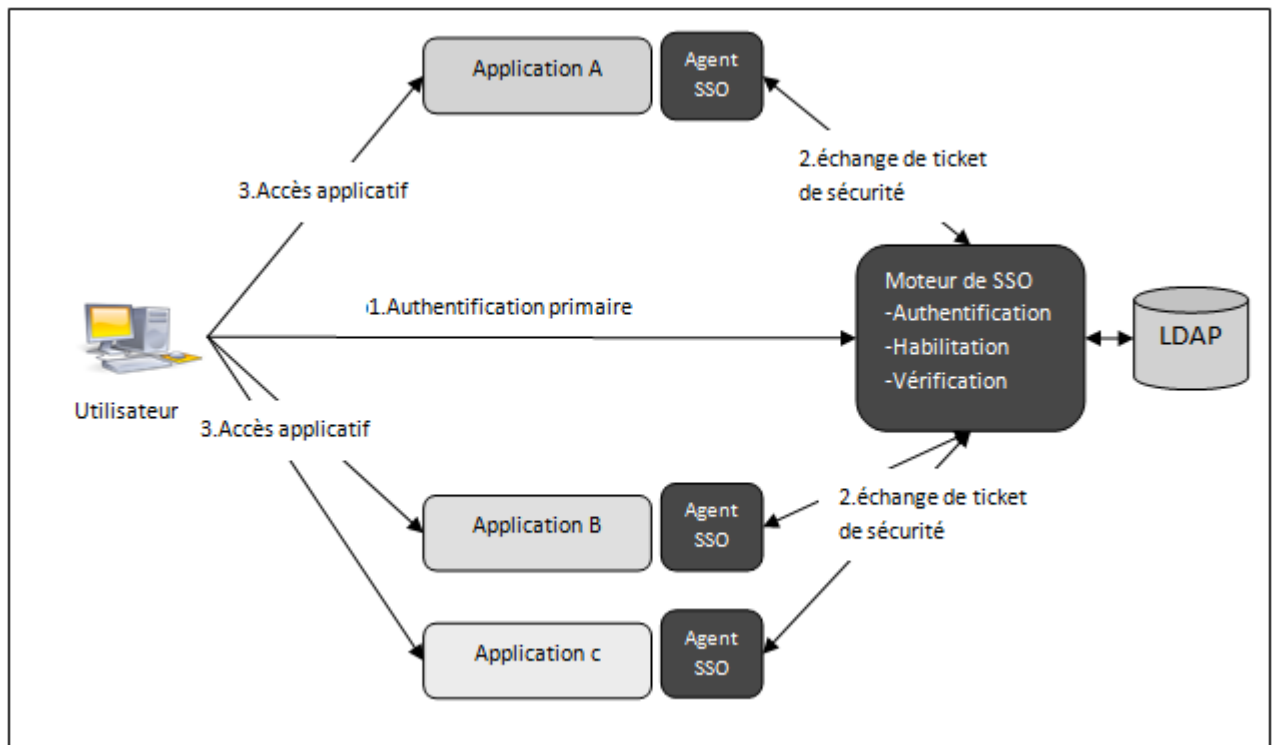 Application A
Agent
SSO
2.échange de ticket
de sécurité
3.Accès applicatif
Moteur de SSO
-Authentification
-Habilitation
-Vérification
1.Authentification primaire
LDAP
Utilisateur
3.Accès applicatif
Application B
Agent
SSO
2.échange de ticket
de sécurité
Application c
Agent
SSO